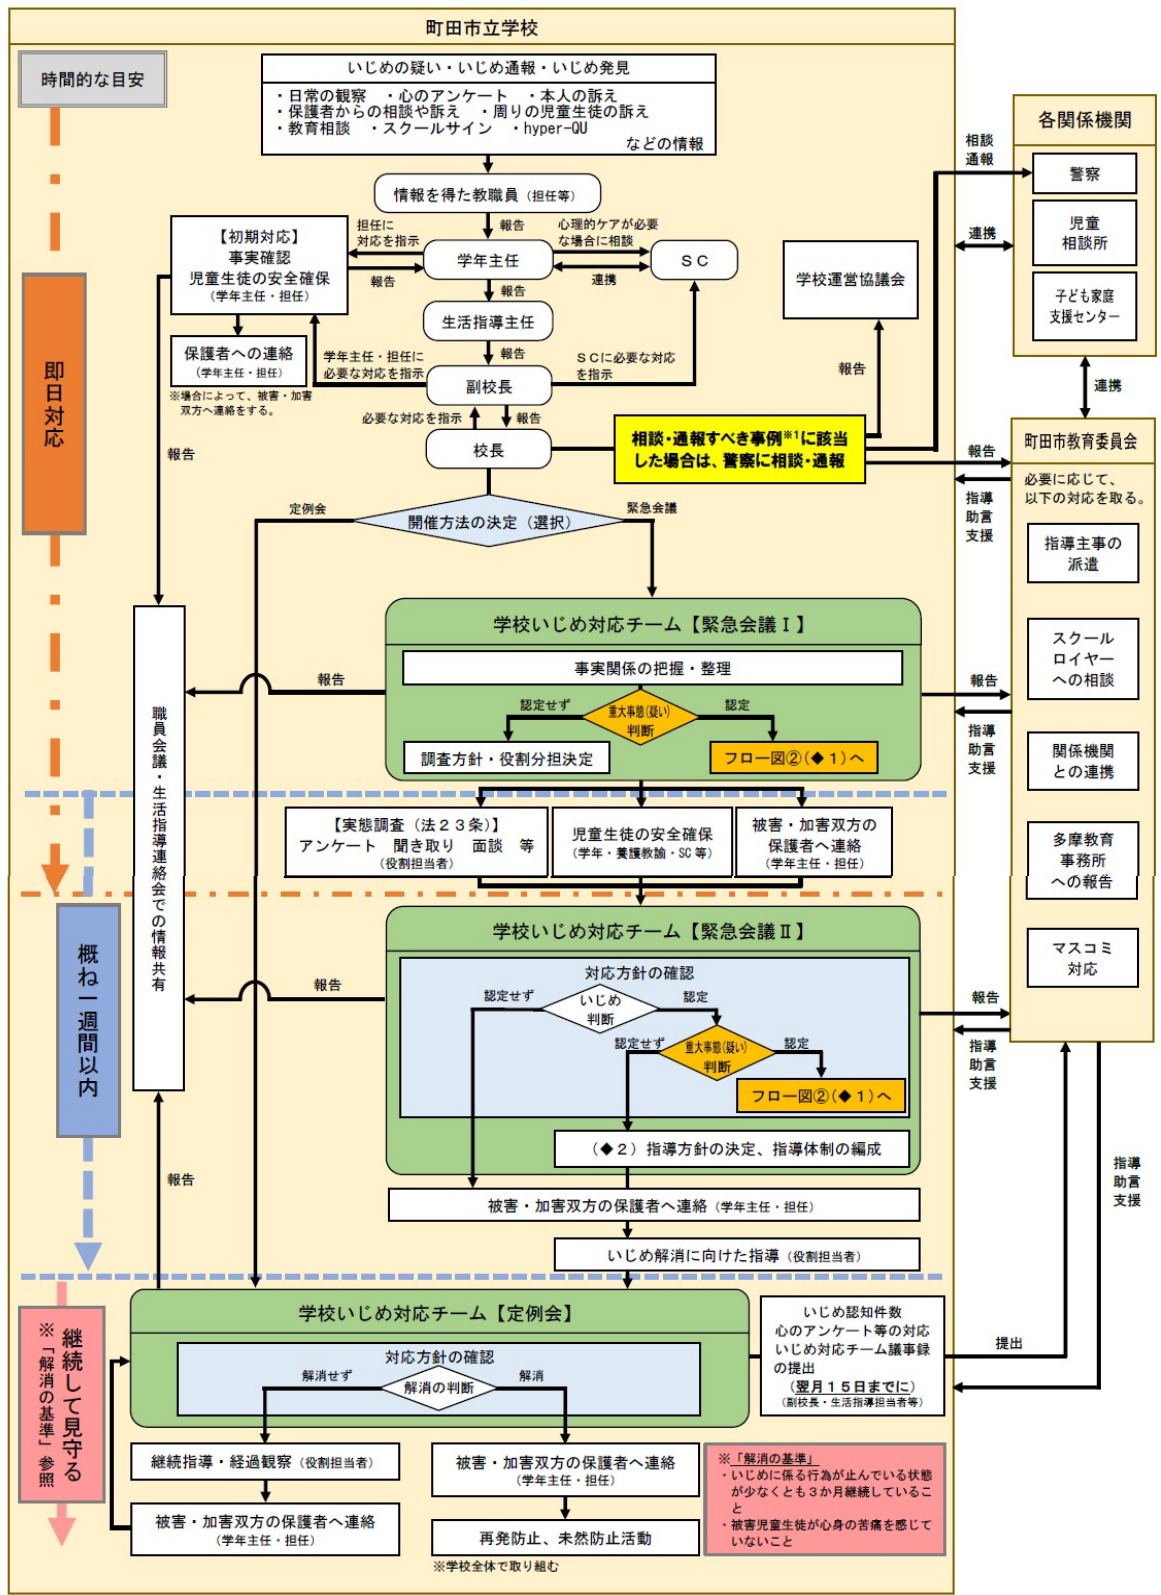 町田市立学校
時間的な目安
いじめの疑い・いじめ通報・いじめ発見
・日常の観察　・心のアンケート　・本人の訴え
・保護者からの相談や訴え　・周りの児童生徒の訴え
・教育相談　・スクールサイン　・hyper-QU
などの情報
情報を得た教職員（担任等）
報告
【初期対応】
事実確認
児童生徒の安全確保
（学年主任・担任）
担任に
対応を指示
報告
学年主任
心理的ケアが必要
な場合に相談
連携
ＳＣ
報告
生活指導主任
報告
保護者への連絡
（学年主任・担任）
※場合によって、被害・加害
双方へ連絡をする。
学年主任・担任に
必要な対応を指示
副校長
ＳＣに必要な対応
を指示
必要な対応を指示
報告
校長
学校運営協議会
報告
相談・通報すべき事例※1に該当
した場合は、警察に相談・通報
相談
通報
連携
各関係機関
警察
児童
相談所
子ども家庭
支援センター
連携
報告
指導
助言
支援
町田市教育委員会
必要に応じて、
以下の対応を取る。
指導主事の
派遣
スクール
ロイヤー
への相談
関係機関
との連携
多摩教育
事務所
への報告
マスコミ
対応
即日対応
報告
定例会
開催方法の決定（選択）
緊急会議
学校いじめ対応チーム【緊急会議Ⅰ】
事実関係の把握・整理
認定せず
重大事態(疑い)
判断
認定
調査方針・役割分担決定
フロー図②(◆１)へ
報告
報告
指導
助言
支援
職員会議・生活指導連絡会での情報共有
【実態調査（法２３条）】
アンケート　聞き取り　面談　等
（役割担当者）
児童生徒の安全確保
（学年・養護教諭・SC 等）
被害・加害双方の
保護者へ連絡
（学年主任・担任）
概ね一週間以内
学校いじめ対応チーム【緊急会議Ⅱ】
対応方針の確認
認定せず
いじめ
判断
認定
認定せず
重大事態(疑い)
判断
認定
フロー図②(◆１)へ
（◆２）指導方針の決定、指導体制の編成
報告
報告
指導
助言
支援
報告
被害・加害双方の保護者へ連絡（学年主任・担任）
いじめ解消に向けた指導（役割担当者）
指導
助言
支援
継続して見守る
※「解消の基準」参照
学校いじめ対応チーム【定例会】
対応方針の確認
解消せず
解消の判断
解消
いじめ認知件数
心のアンケート等の対応
いじめ対応チーム議事録
の提出
（翌月１５日までに）
（副校長・生活指導担当者等）
提出
継続指導・経過観察（役割担当者）
被害・加害双方の保護者へ連絡
（学年主任・担任）
被害・加害双方の保護者へ連絡
（学年主任・担任）
再発防止、未然防止活動
※学校全体で取り組む
※「解消の基準」
・いじめに係る行為が止んでいる状態
が少なくとも３か月継続しているこ
と
・被害児童生徒が心身の苦痛を感じて
いないこと